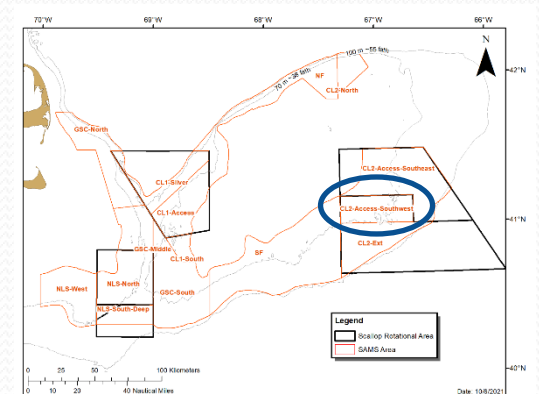 70°W 69°W 68°W 67°W 66°W
N
100 m ~55 fath
70 m ~38 fath
NF
42°N
CL2-North
GSC-North
CL2-Access-Southeast
CL1-Silver
CL2-Access-Southwest
CL1-Access
41°N
CL2-Ext
GSC-Middle
SF
CL1-South
NLS-North
NLS-West
GSC-South
NLS-South-Deep
Legend
Scallop Rotational Area
SAMS Area
40°N
0 25 50 100 Kilometers
0 10 20 40 Nautical Miles
Date: 10/6/2021